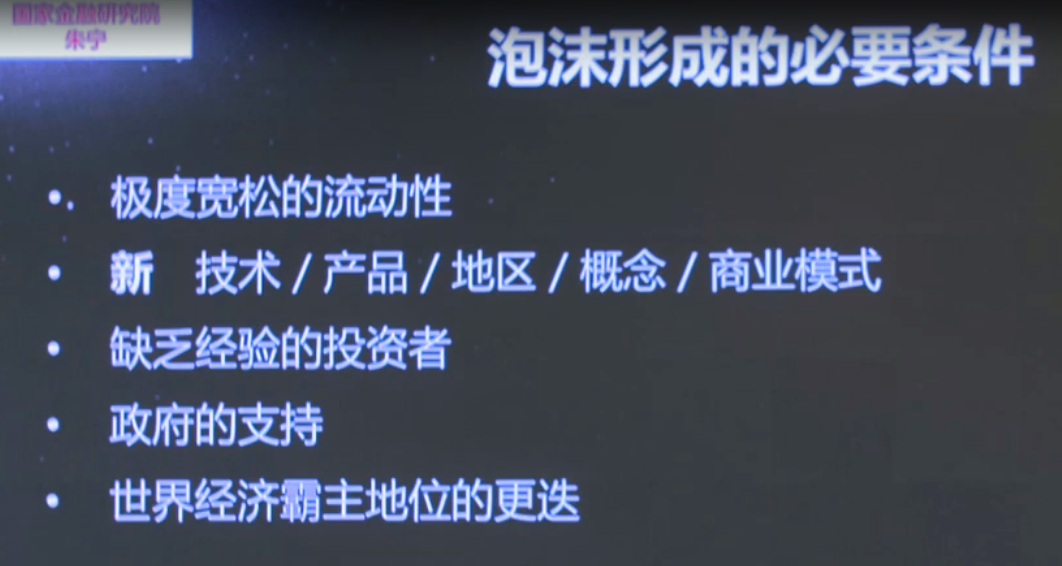 国家金融研究院
朱宁
泡沫形成的必要条件
• 极度宽松的流动性
• 新 技术 / 产品 / 地区 / 概念 / 商业模式
• 缺乏经验的投资者
• 政府的支持
• 世界经济霸主地位的更迭